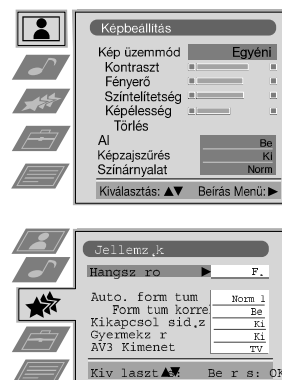 Képbeállítás
Kép üzemmód Egyéni
Kontraszt
Fényerő
Színtelítetség
Képélesség
Törlés
AI Be
Képzajszűrés Ki
Színárnyalat Norm
Kiválasztás: ▲▼ Beírás Menü: ▶
Jellemz,k
Hangsz ro ▶ F.
Auto. form tum Norm 1
Form tum korre Be
Kikapcsol sid,z Ki
Gyermekz r Ki
AV3 Kimenet TV
Kiv laszt ▲▼ Be r s: OK